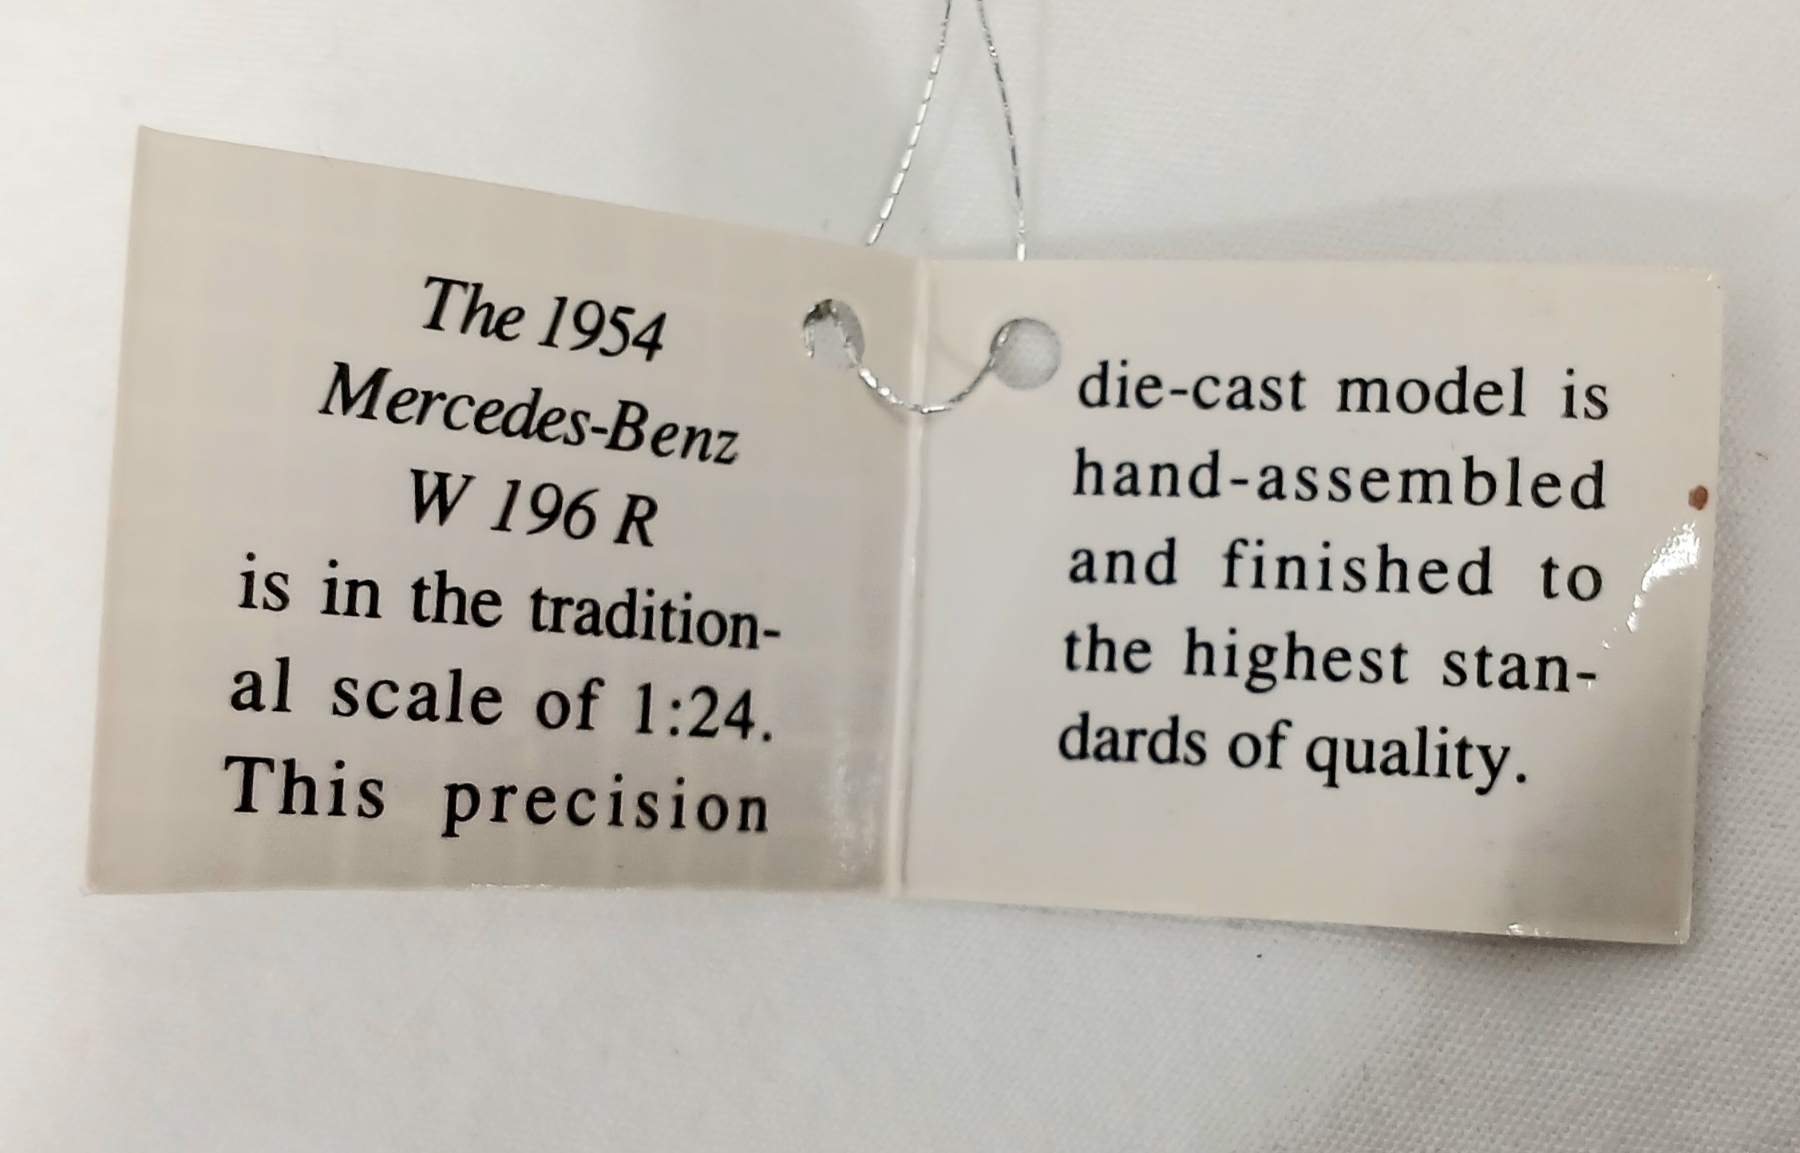 The 1954
Mercedes-Benz
W 196 R
is in the tradition-
al scale of 1:24.
This precision
die-cast model is
hand-assembled
and finished to
the highest stan-
dards of quality.